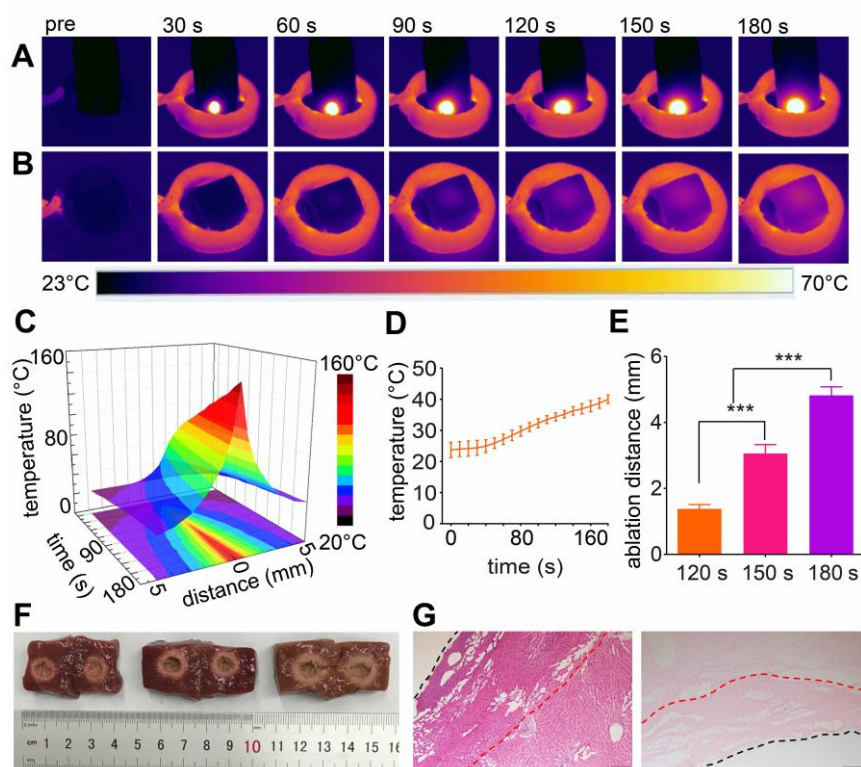 pre 30 s 60 s 90 s 120 s 150 s 180 s
A
B
23°C 70°C
C
160
80
0
temperature (°C)
90
180
time (s)
5
0
5
distance (mm)
160°C
20°C
D
50
40
30
20
10
0
temperature (°C)
0 80 160
time (s)
E
6
4
2
0
ablation distance (mm)
***
***
120 s 150 s 180 s
F
cm 1 2 3 4 5 6 7 8 9 10 11 12 13 14 15 16
G